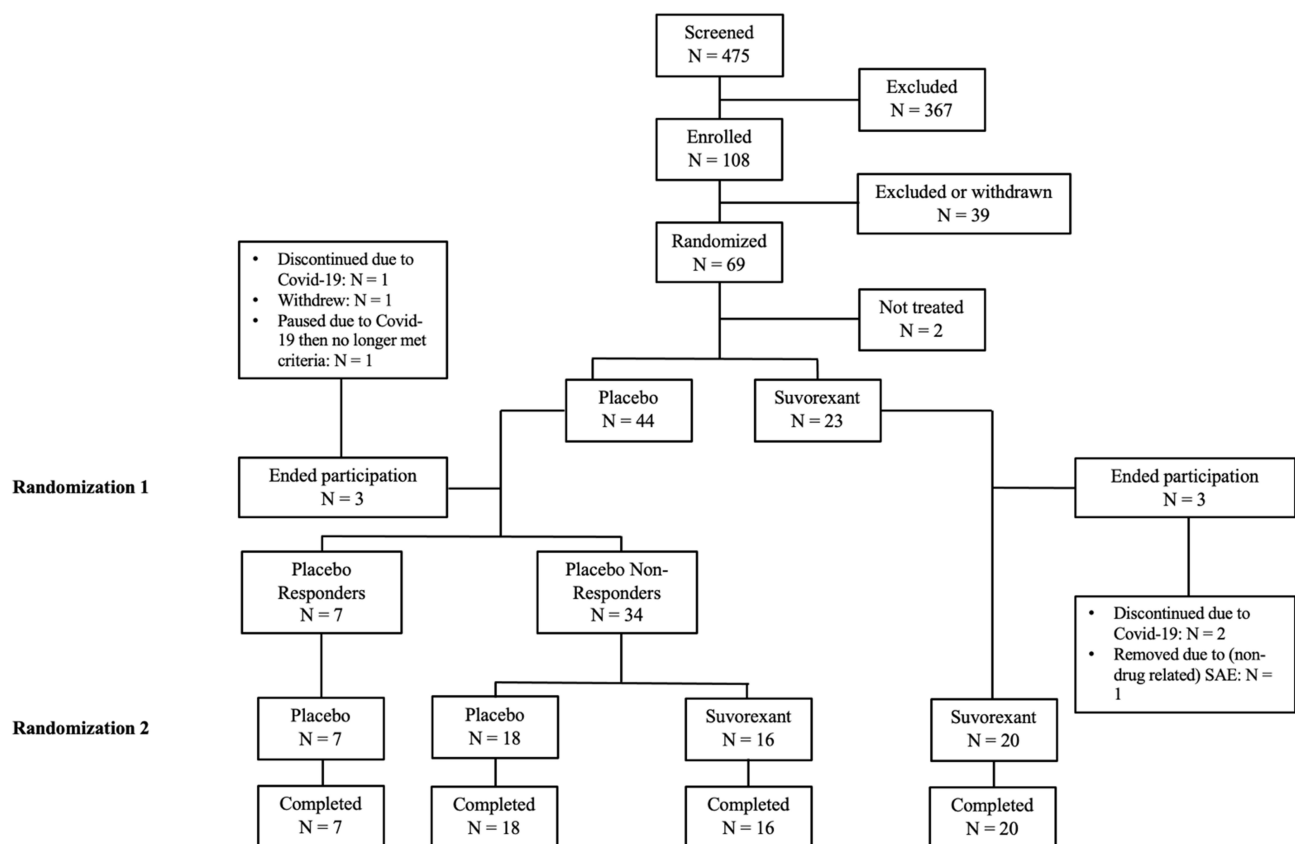 Screened
N = 475
Excluded
N = 367
Enrolled
N = 108
Excluded or withdrawn
N = 39
Randomized
N = 69
• Discontinued due to
Covid-19: N = 1
• Withdrew: N = 1
• Paused due to Covid-
19 then no longer met
criteria: N = 1
Not treated
N = 2
Placebo
N = 44
Suvorexant
N = 23
Randomization 1
Ended participation
N = 3
Ended participation
N = 3
Placebo
Responders
N = 7
Placebo Non-
Responders
N = 34
• Discontinued due to
Covid-19: N = 2
• Removed due to (non-
drug related) SAE: N =
1
Randomization 2
Placebo
N = 7
Placebo
N = 18
Suvorexant
N = 16
Suvorexant
N = 20
Completed
N = 7
Completed
N = 18
Completed
N = 16
Completed
N = 20